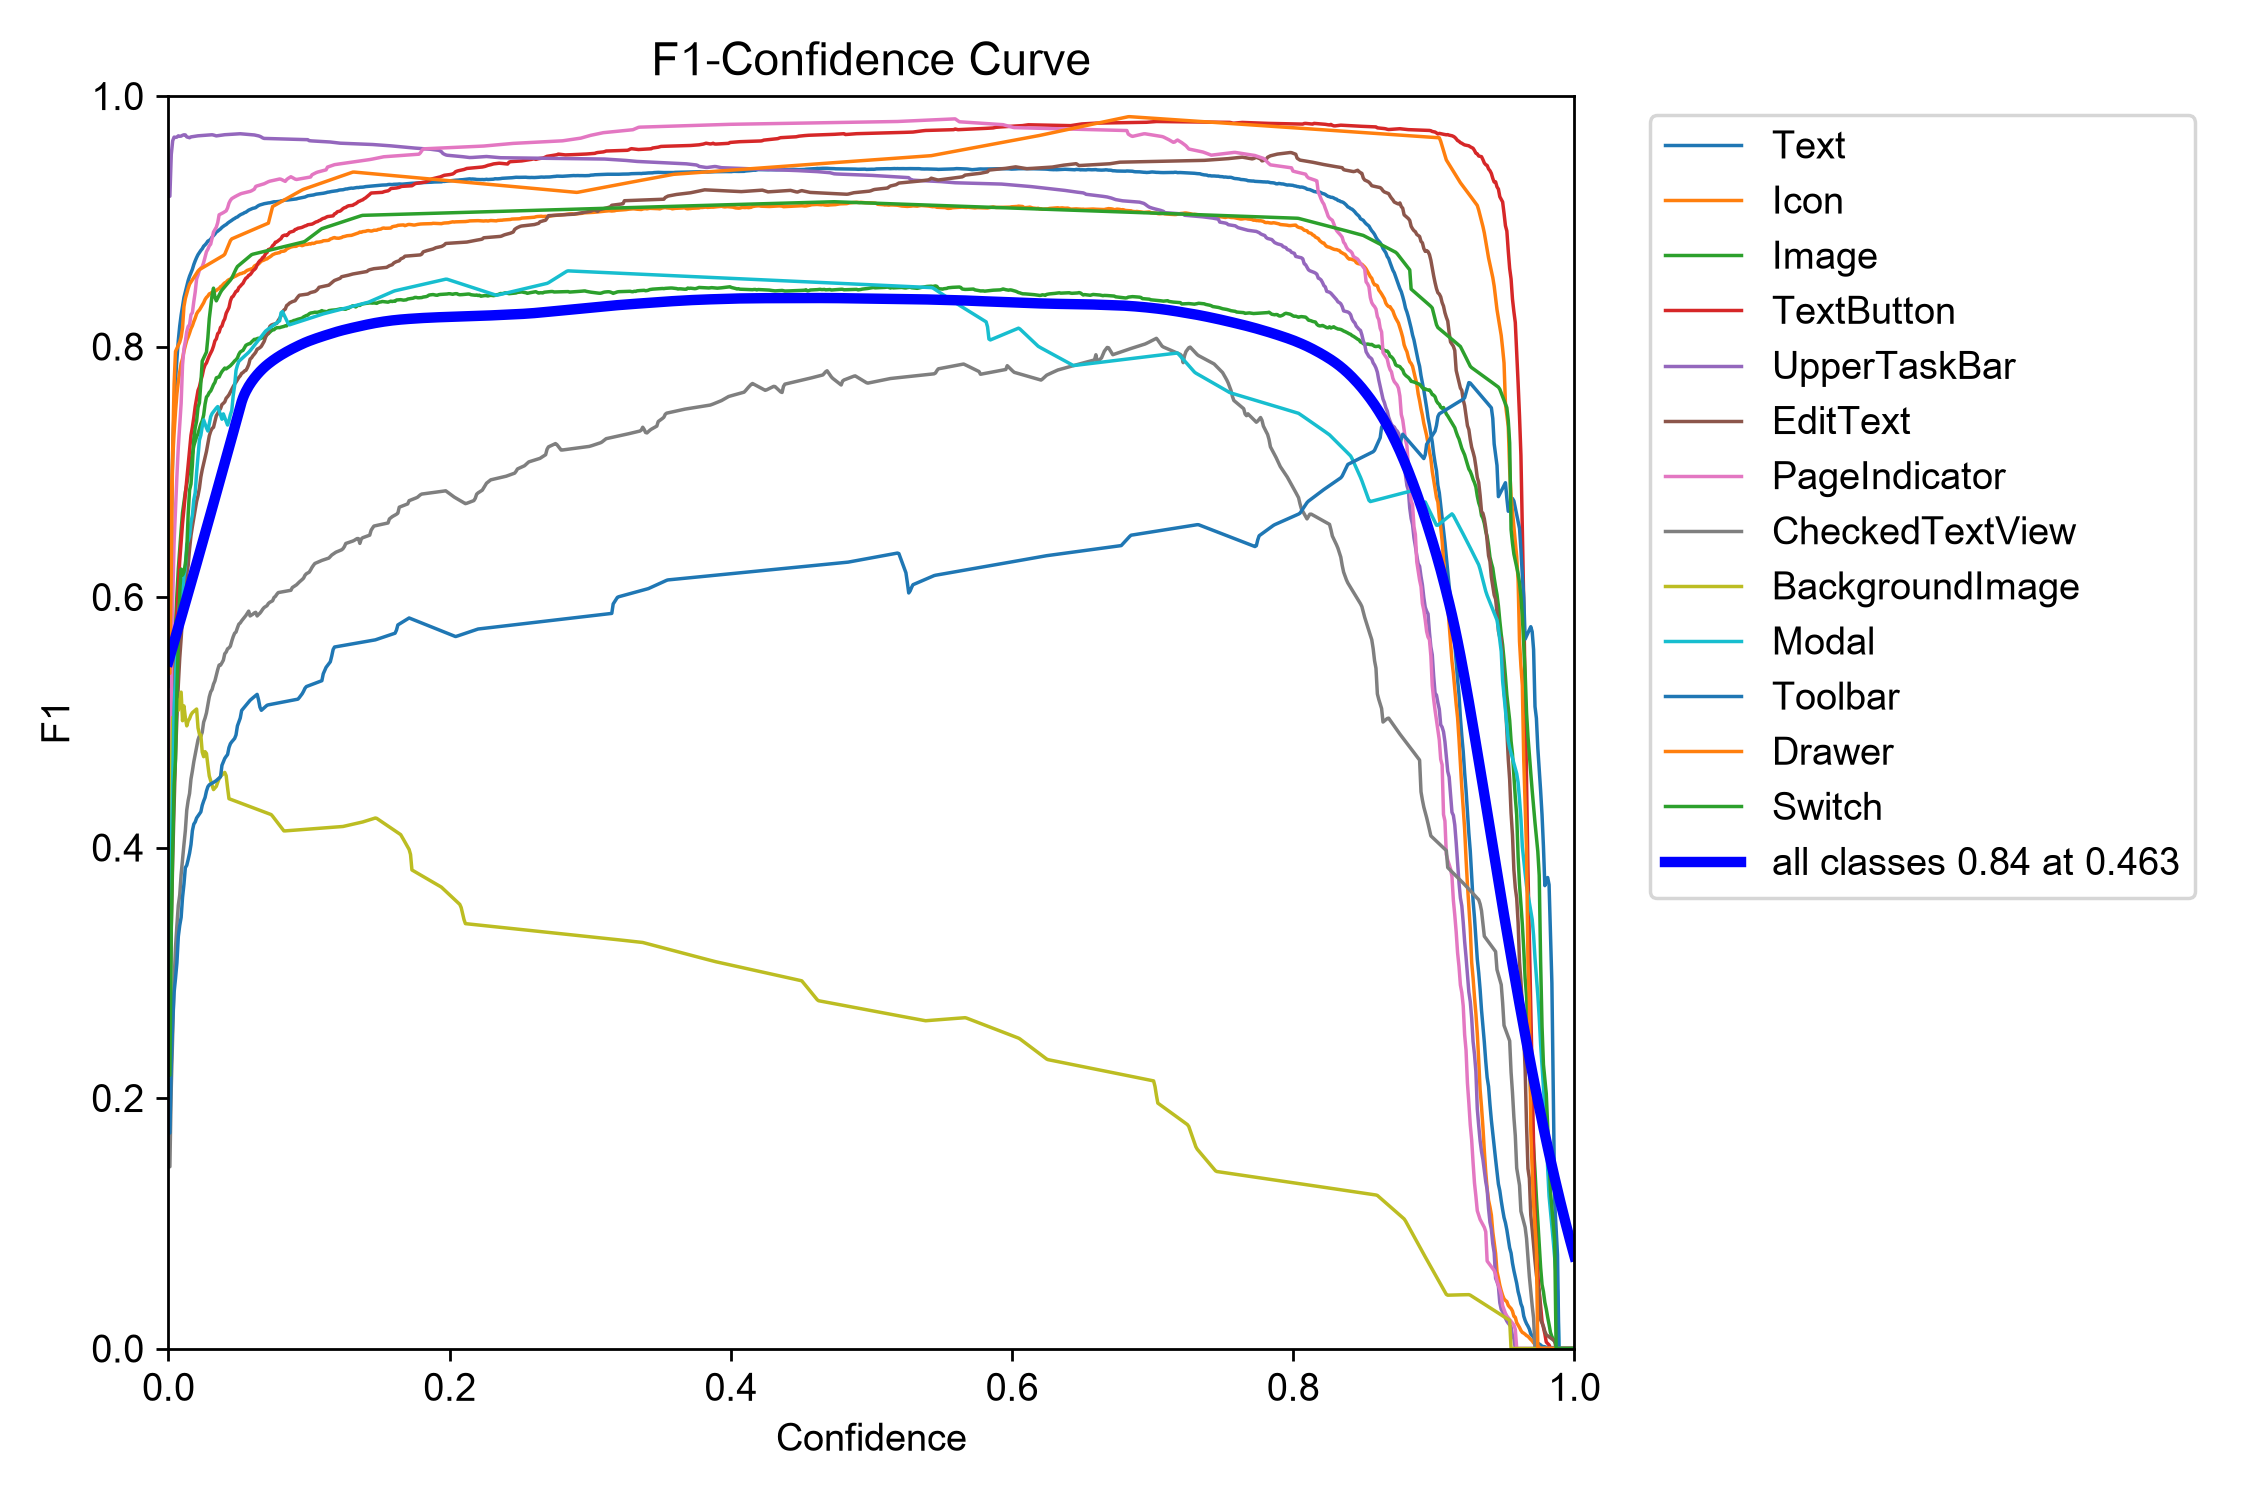 F1-Confidence Curve
1.0
0.8
0.6
0.4
0.2
0.0
F1
0.0 0.2 0.4 0.6 0.8 1.0
Confidence
Text
Icon
Image
TextButton
UpperTaskBar
EditText
PageIndicator
CheckedTextView
BackgroundImage
Modal
Toolbar
Drawer
Switch
all classes 0.84 at 0.463